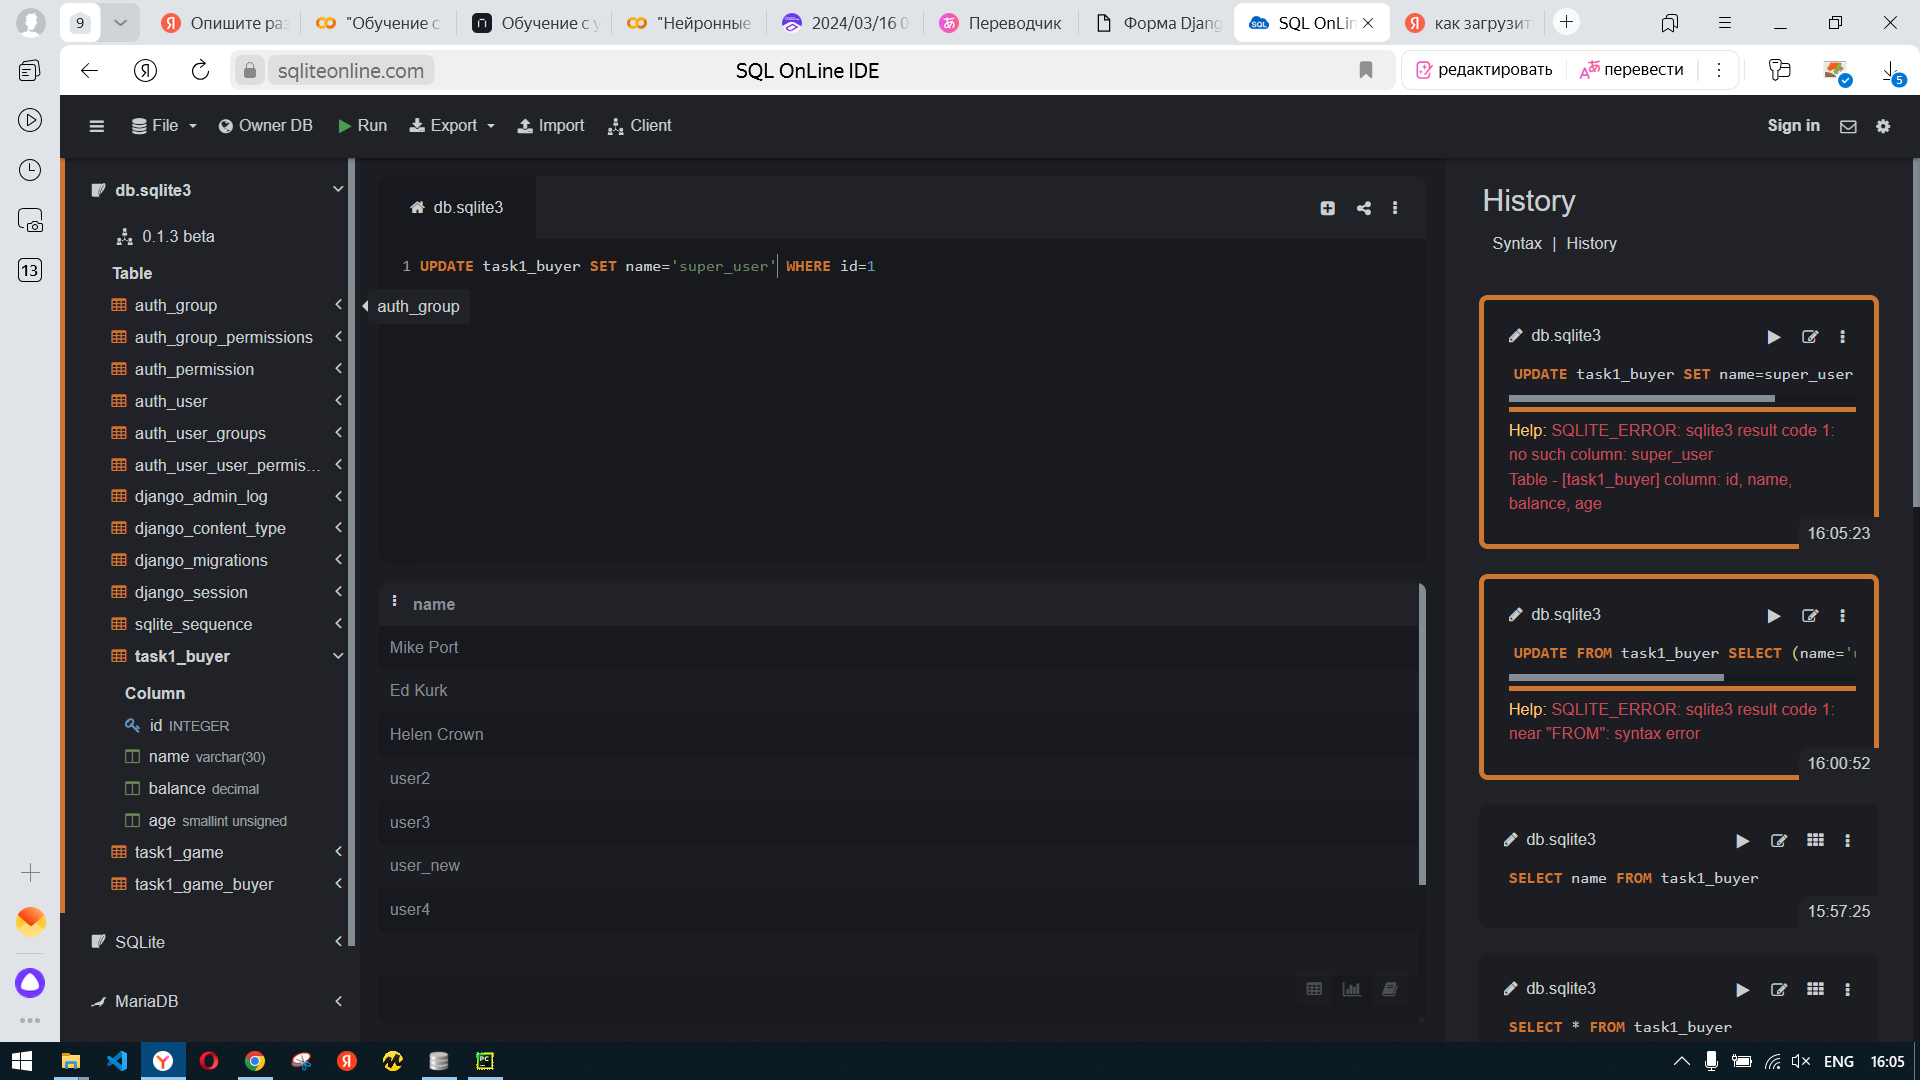 9
Опишите раз
"Обучение с
Обучение с у
"Нейронные
2024/03/16 0
Переводчик
Форма Djang
SQL OnLin
как загрузит
sqliteonline.com
SQL OnLine IDE
редактировать
перевести
5
13
File
Owner DB
Run
Export
Import
Client
Sign in
db.sqlite3
0.1.3 beta
Table
auth_group
auth_group_permissions
auth_permission
auth_user
auth_user_groups
auth_user_user_permis...
django_admin_log
django_content_type
django_migrations
django_session
sqlite_sequence
task1_buyer
Column
id INTEGER
name varchar(30)
balance decimal
age smallint unsigned
task1_game
task1_game_buyer
SQLite
MariaDB
db.sqlite3
1 UPDATE task1_buyer SET name='super_user' WHERE id=1
auth_group
name
Mike Port
Ed Kurk
Helen Crown
user2
user3
user_new
user4
History
Syntax | History
db.sqlite3
UPDATE task1_buyer SET name=super_user
Help: SQLITE_ERROR: sqlite3 result code 1:
no such column: super_user
Table - [task1_buyer] column: id, name,
balance, age
16:05:23
db.sqlite3
UPDATE FROM task1_buyer SELECT (name='
Help: SQLITE_ERROR: sqlite3 result code 1:
near "FROM": syntax error
16:00:52
db.sqlite3
SELECT name FROM task1_buyer
15:57:25
db.sqlite3
SELECT * FROM task1_buyer
ENG
16:05